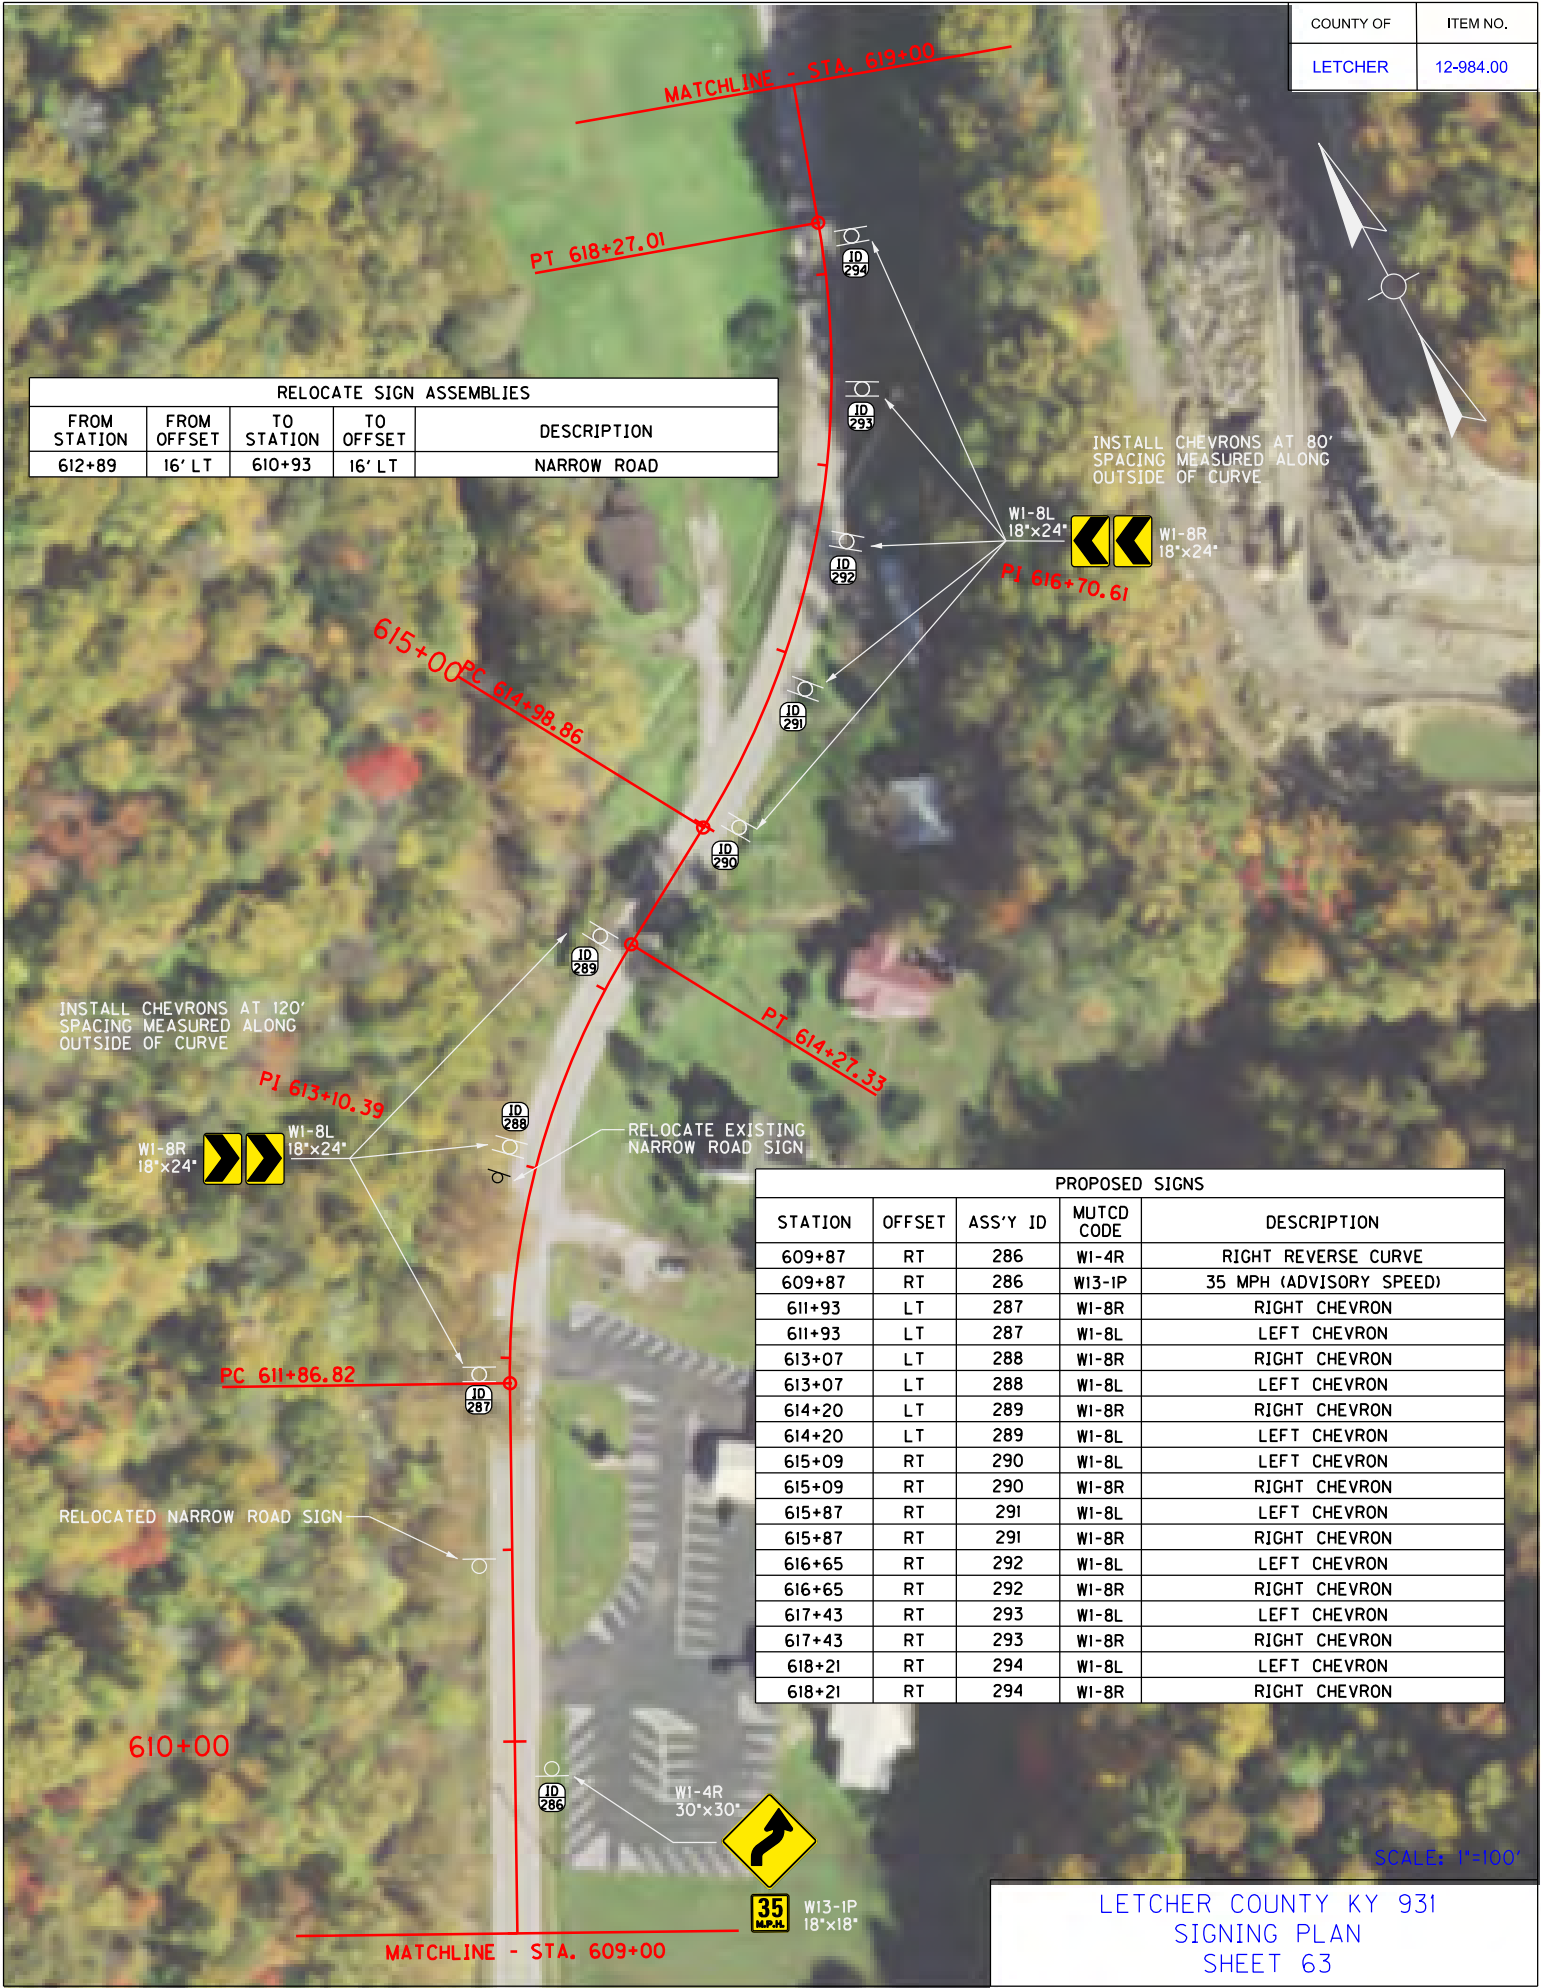 COUNTY OF ITEM NO.
LETCHER 12-984.00
MATCHLINE - STA. 619+00
PT 618+27.01
ID 294
RELOCATE SIGN ASSEMBLIES
FROM STATION FROM OFFSET TO STATION TO OFFSET DESCRIPTION
612+89 16' LT 610+93 16' LT NARROW ROAD
ID 293
INSTALL CHEVRONS AT 80'
SPACING MEASURED ALONG
OUTSIDE OF CURVE
W1-8L
18"x24"
W1-8R
18"x24"
ID 292
PI 616+70.61
615+00
PC 614+98.86
ID 291
ID 290
ID 289
INSTALL CHEVRONS AT 120'
SPACING MEASURED ALONG
OUTSIDE OF CURVE
PT 614+27.33
PI 613+10.39
ID 288
W1-8R
18"x24"
W1-8L
18"x24"
RELOCATE EXISTING
NARROW ROAD SIGN
PROPOSED SIGNS
STATION OFFSET ASS'Y ID MUTCD CODE DESCRIPTION
609+87 RT 286 W1-4R RIGHT REVERSE CURVE
609+87 RT 286 W13-1P 35 MPH (ADVISORY SPEED)
611+93 LT 287 W1-8R RIGHT CHEVRON
611+93 LT 287 W1-8L LEFT CHEVRON
613+07 LT 288 W1-8R RIGHT CHEVRON
613+07 LT 288 W1-8L LEFT CHEVRON
614+20 LT 289 W1-8R RIGHT CHEVRON
614+20 LT 289 W1-8L LEFT CHEVRON
615+09 RT 290 W1-8L LEFT CHEVRON
615+09 RT 290 W1-8R RIGHT CHEVRON
615+87 RT 291 W1-8L LEFT CHEVRON
615+87 RT 291 W1-8R RIGHT CHEVRON
616+65 RT 292 W1-8L LEFT CHEVRON
616+65 RT 292 W1-8R RIGHT CHEVRON
617+43 RT 293 W1-8L LEFT CHEVRON
617+43 RT 293 W1-8R RIGHT CHEVRON
618+21 RT 294 W1-8L LEFT CHEVRON
618+21 RT 294 W1-8R RIGHT CHEVRON
PC 611+86.82
ID 287
RELOCATED NARROW ROAD SIGN
610+00
ID 286
W1-4R
30"x30"
35
M.P.H.
W13-1P
18"x18"
MATCHLINE - STA. 609+00
SCALE: 1"=100'
LETCHER COUNTY KY 931
SIGNING PLAN
SHEET 63